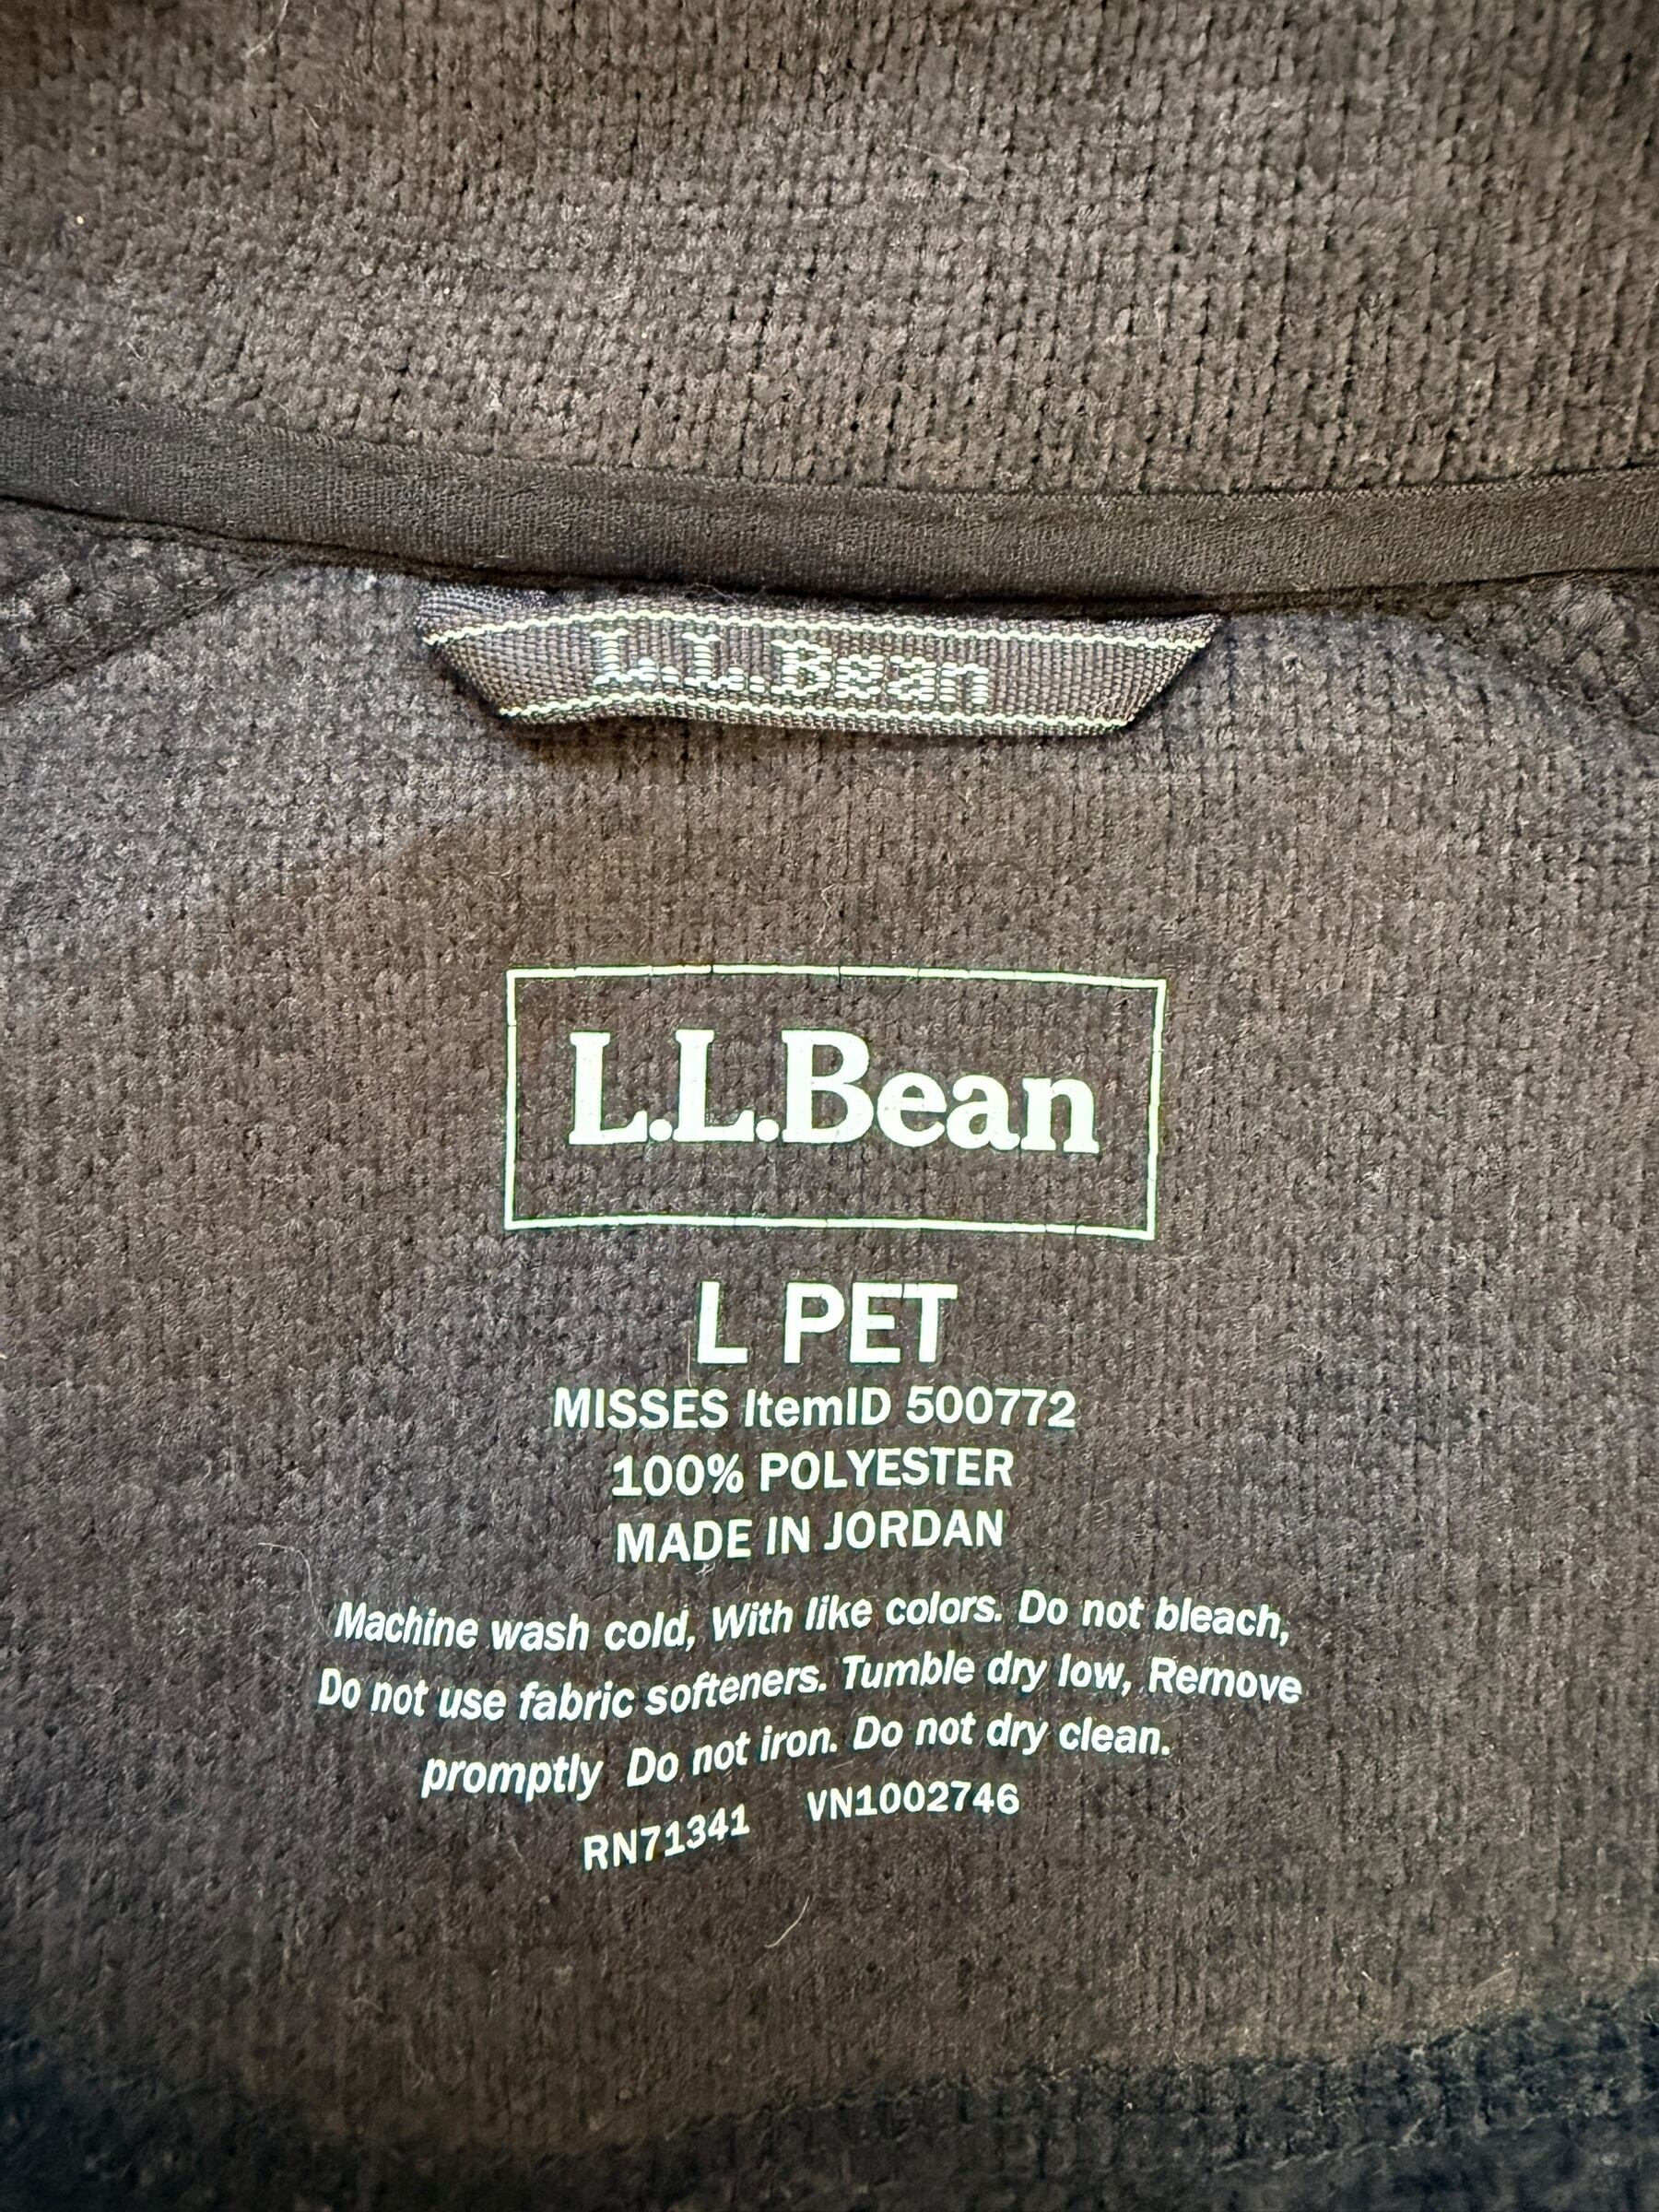 L.L.Bean
L.L.Bean
L PET
MISSES ItemID 500772
100% POLYESTER
MADE IN JORDAN
Machine wash cold, With like colors. Do not bleach,
Do not use fabric softeners. Tumble dry low, Remove
promptly Do not iron. Do not dry clean.
RN71341 VN1002746